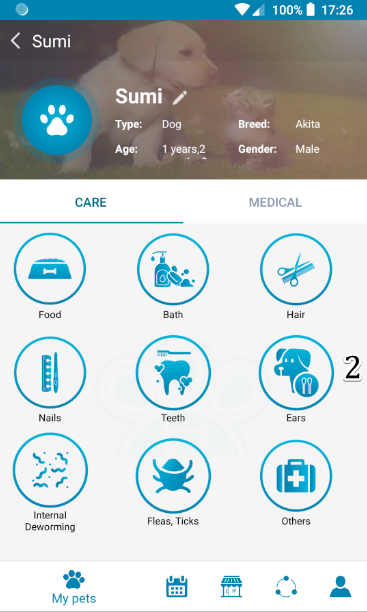 100% 17:26
Sumi
Sumi
Type: Dog Breed: Akita
Age: 1 years,2 Gender: Male
CARE MEDICAL
Food Bath Hair
2
Nails Teeth Ears
Internal
Deworming Fleas, Ticks Others
My pets